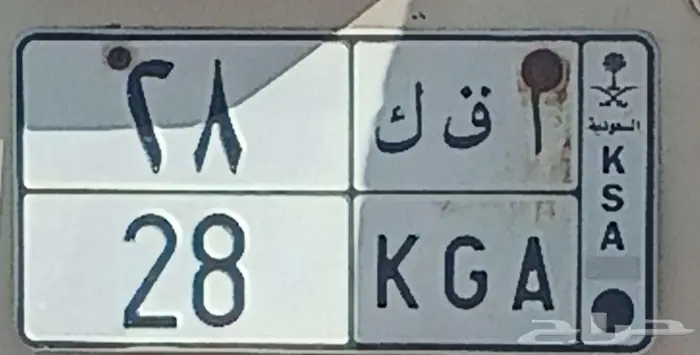 ٢٨
ا ق ك
28
KGA
السعودية
KSA
حراج